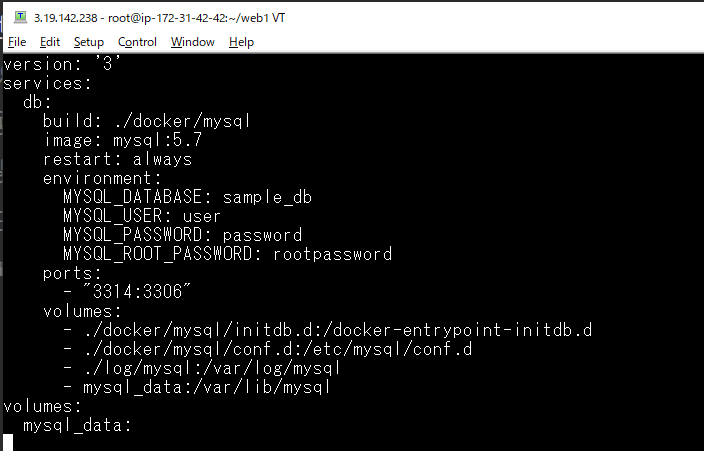 3.19.142.238 - root@ip-172-31-42-42:~/web1 VT
File Edit Setup Control Window Help
version: '3'
services:
  db:
    build: ./docker/mysql
    image: mysql:5.7
    restart: always
    environment:
      MYSQL_DATABASE: sample_db
      MYSQL_USER: user
      MYSQL_PASSWORD: password
      MYSQL_ROOT_PASSWORD: rootpassword
    ports:
      - "3314:3306"
    volumes:
      - ./docker/mysql/initdb.d:/docker-entrypoint-initdb.d
      - ./docker/mysql/conf.d:/etc/mysql/conf.d
      - ./log/mysql:/var/log/mysql
      - mysql_data:/var/lib/mysql
volumes:
  mysql_data: